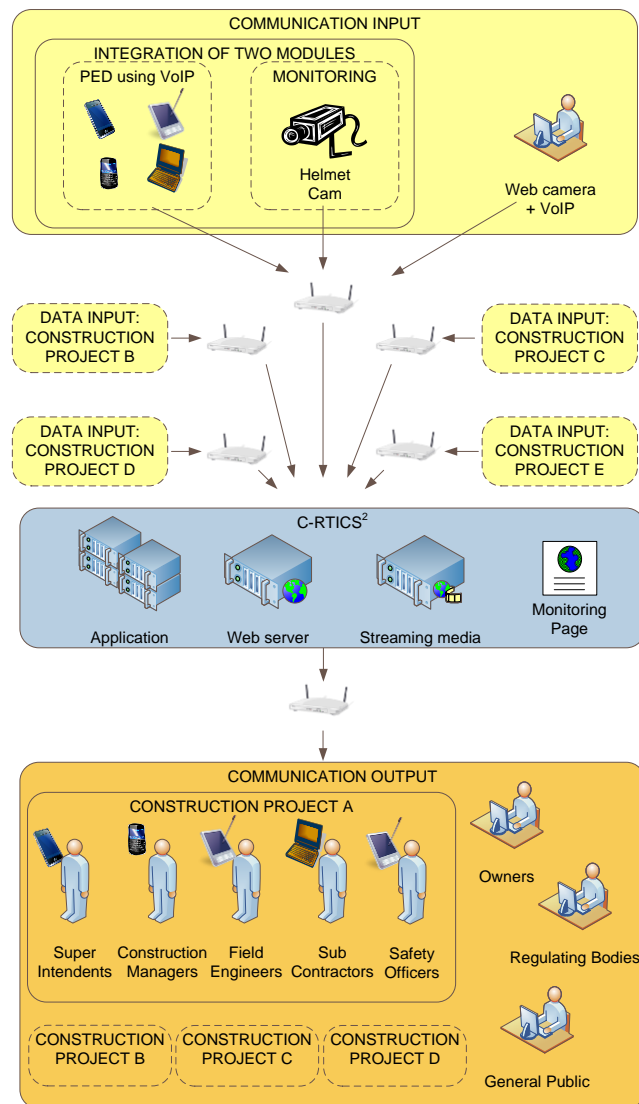 COMMUNICATION INPUT
INTEGRATION OF TWO MODULES
PED using VoIP
MONITORING
Helmet
Cam
Web camera
+ VoIP
DATA INPUT:
CONSTRUCTION
PROJECT B
DATA INPUT:
CONSTRUCTION
PROJECT C
DATA INPUT:
CONSTRUCTION
PROJECT D
DATA INPUT:
CONSTRUCTION
PROJECT E
C-RTICS²
Application
Web server
Streaming media
Monitoring
Page
COMMUNICATION OUTPUT
CONSTRUCTION PROJECT A
Super
Intendents
Construction
Managers
Field
Engineers
Sub
Contractors
Safety
Officers
Owners
Regulating Bodies
General Public
CONSTRUCTION
PROJECT B
CONSTRUCTION
PROJECT C
CONSTRUCTION
PROJECT D